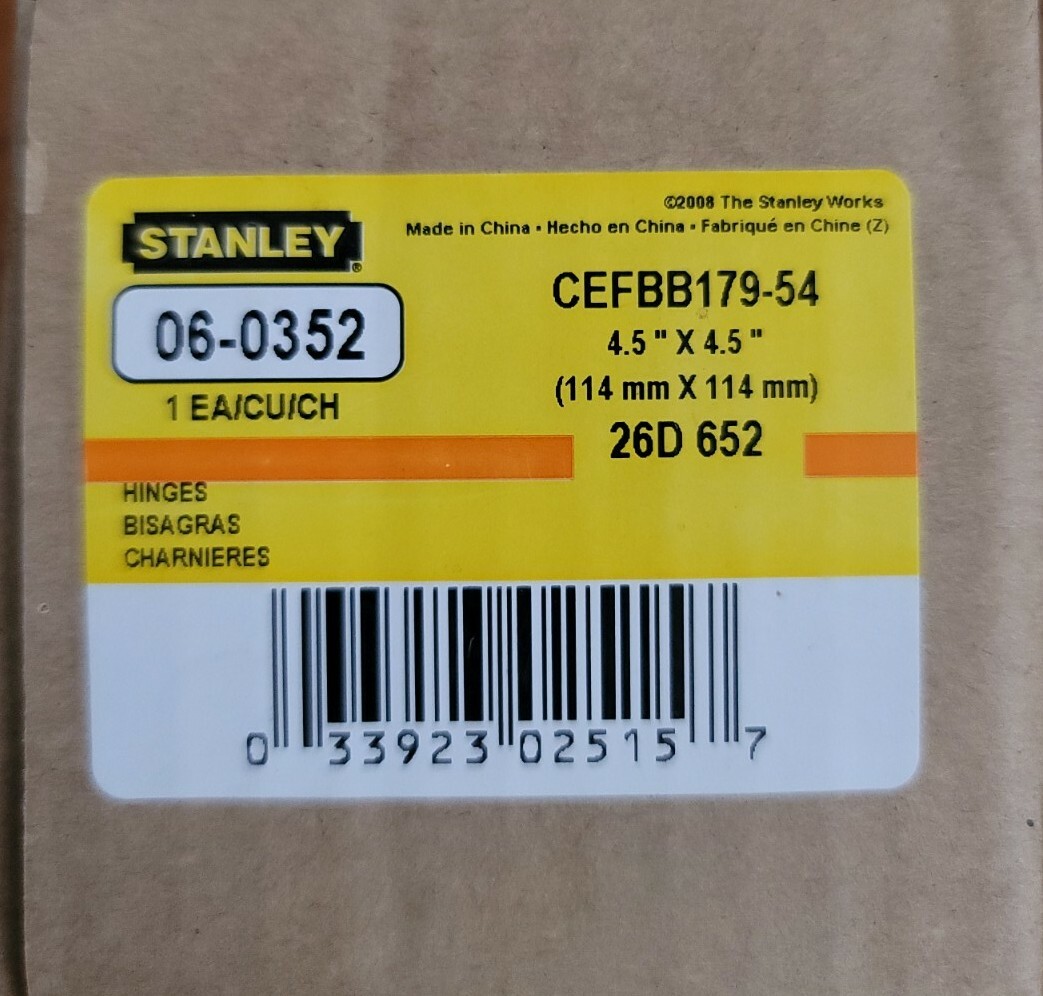 ©2008 The Stanley Works
Made in China • Hecho en China • Fabriqué en Chine (Z)
STANLEY®
06-0352
1 EA/CU/CH
CEFBB179-54
4.5 " X 4.5 "
(114 mm X 114 mm)
26D 652
HINGES
BISAGRAS
CHARNIERES
0 33923 02515 7